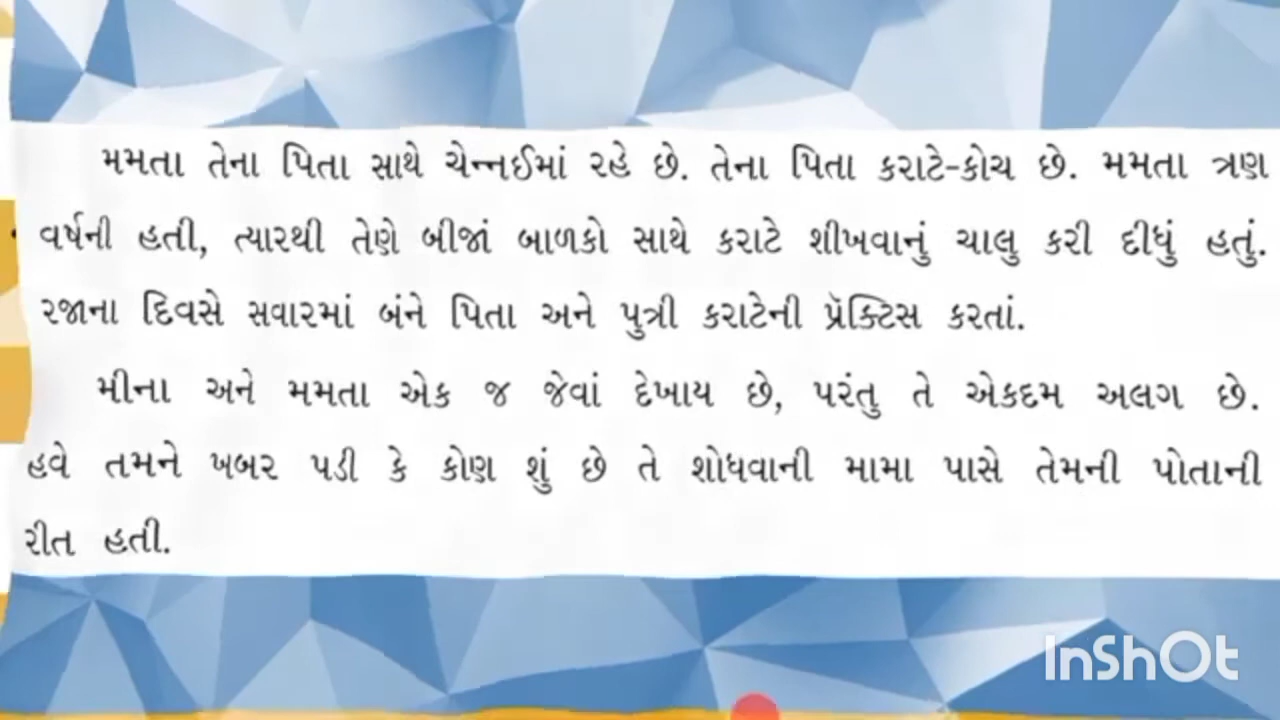 મમતા તેના પિતા સાથે ચેન્નઈમાં રહે છે. તેના પિતા કરાટે-કોચ છે. મમતા ત્રણ
વર્ષની હતી, ત્યારથી તેણે બીજાં બાળકો સાથે કરાટે શીખવાનું ચાલુ કરી દીધું હતું.
રજાના દિવસે સવારમાં બંને પિતા અને પુત્રી કરાટેની પ્રૅક્ટિસ કરતાં.
મીના અને મમતા એક જ જેવાં દેખાય છે, પરંતુ તે એકદમ અલગ છે.
હવે તમને ખબર પડી કે કોણ શું છે તે શોધવાની મામા પાસે તેમની પોતાની
રીત હતી.
InShOt